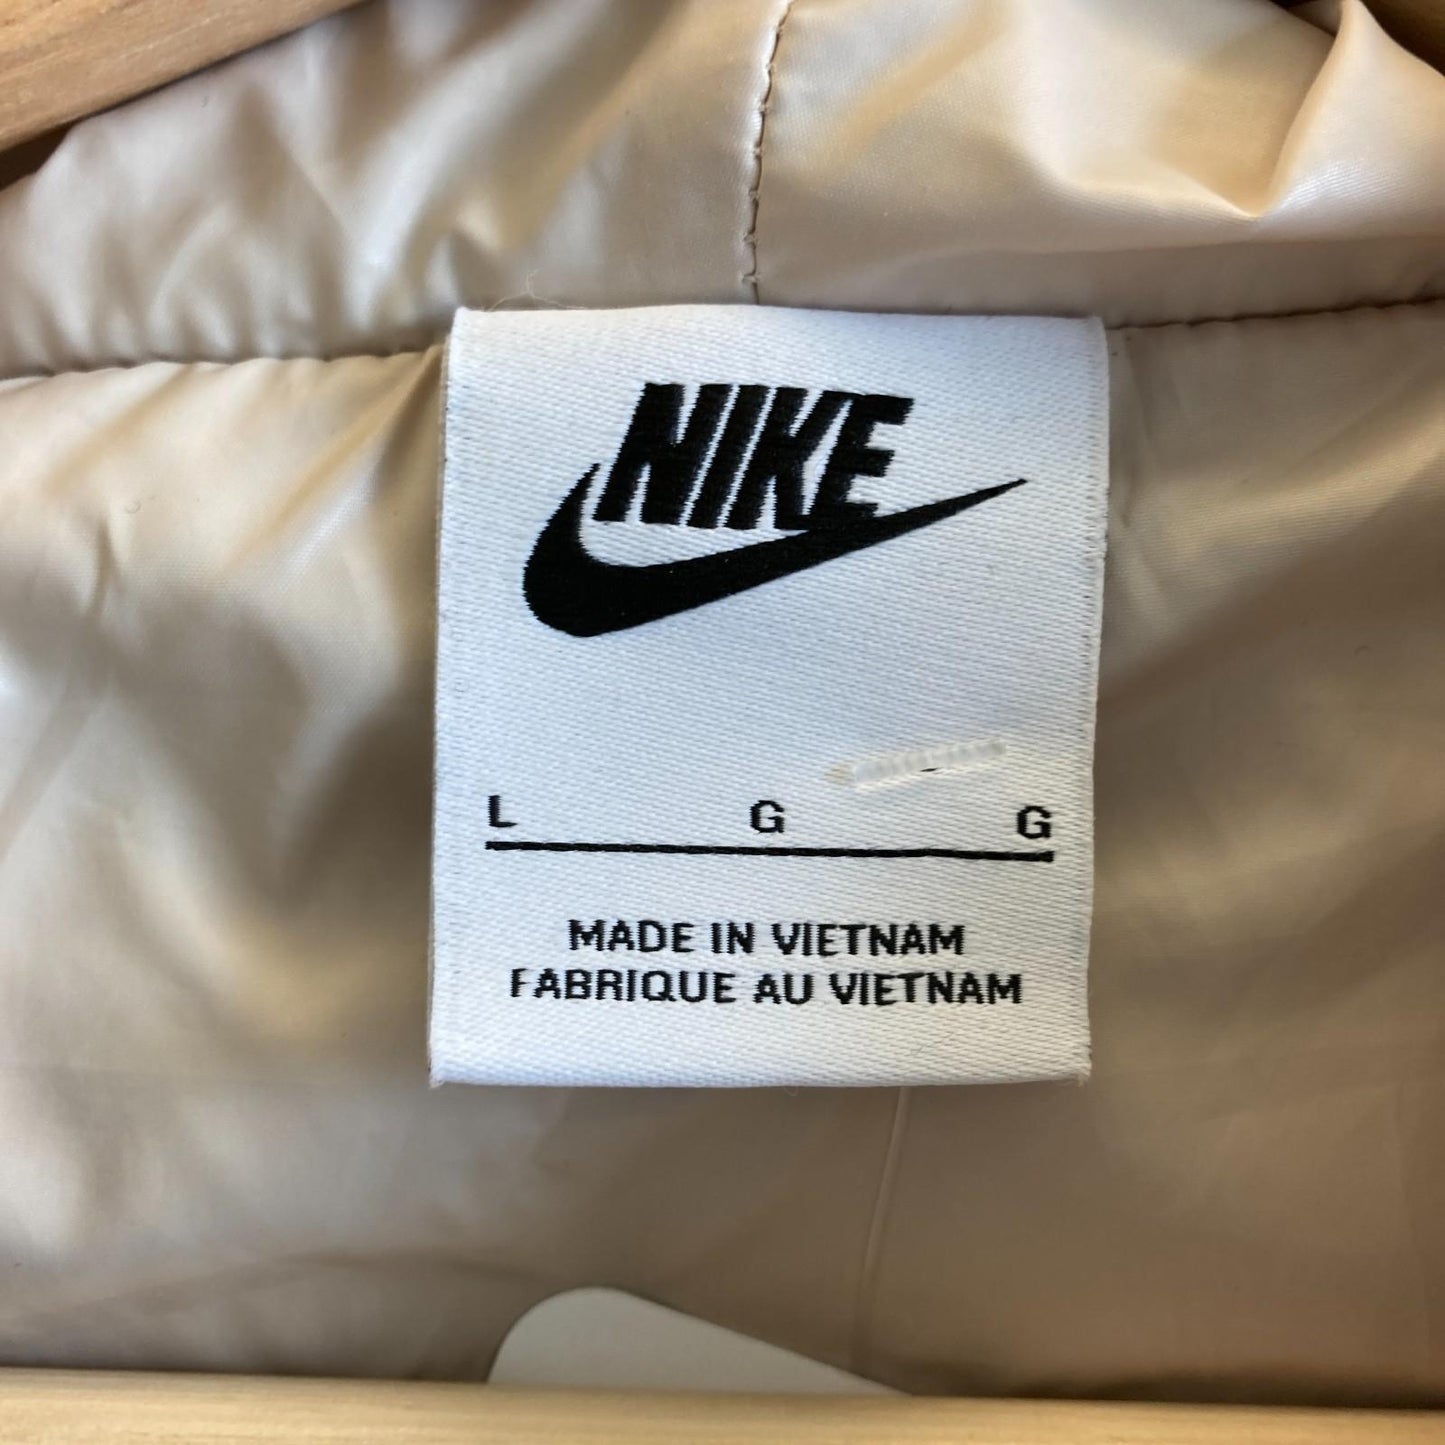 NIKE
L G G
MADE IN VIETNAM
FABRIQUE AU VIETNAM